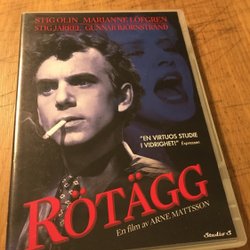 STIG OLIN MARIANNE LÖFGREN
STIG JÄRREL GUNNAR BJÖRNSTRAND
"EN VIRTUOS STUDIE
I VIDRIGHET!" Expressen
RÖTÄGG
En film av ARNE MATTSSON
Studio S